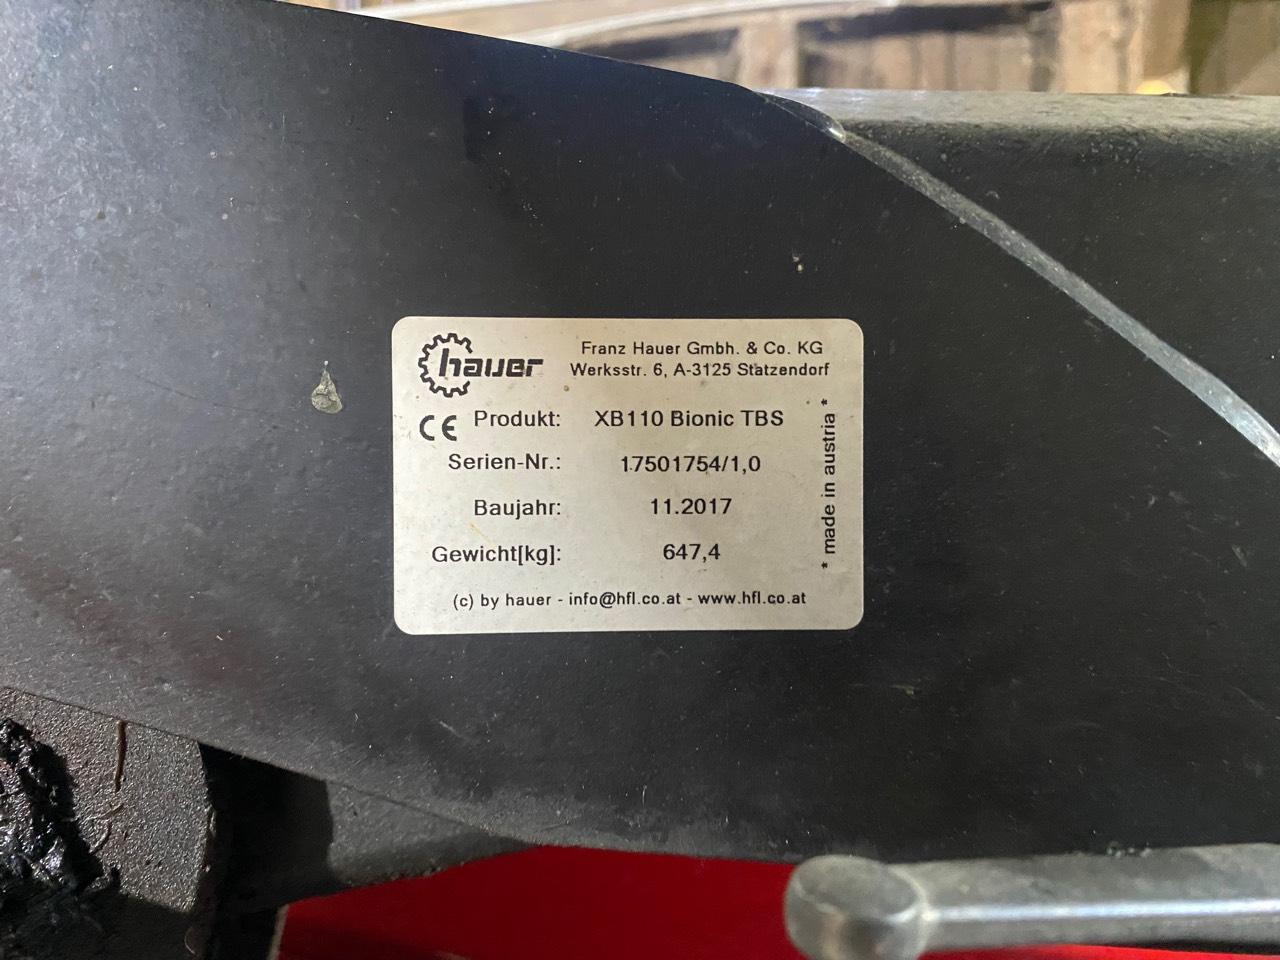 hauer
Franz Hauer Gmbh. & Co. KG
Werksstr. 6, A-3125 Statzendorf
CE
Produkt: XB110 Bionic TBS
Serien-Nr.: 17501754/1,0
Baujahr: 11.2017
Gewicht[kg]: 647,4
* made in austria *
(c) by hauer - info@hfl.co.at - www.hfl.co.at